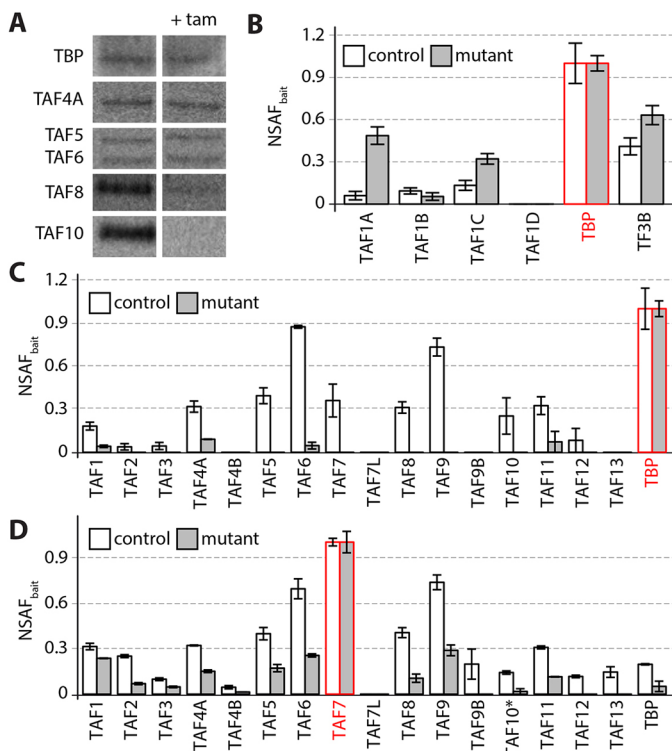 A
+ tam
TBP
TAF4A
TAF5
TAF6
TAF8
TAF10
B
NSAFbait
1.2
0.9
0.6
0.3
0
control mutant
TAF1A TAF1B TAF1C TAF1D TBP TF3B
C
NSAFbait
1.2
0.9
0.6
0.3
0
control mutant
TAF1 TAF2 TAF3 TAF4A TAF4B TAF5 TAF6 TAF7 TAF7L TAF8 TAF9 TAF9B TAF10 TAF11 TAF12 TAF13 TBP
D
NSAFbait
0.9
0.6
0.3
0
control mutant
TAF1 TAF2 TAF3 TAF4A TAF4B TAF5 TAF6 TAF7 TAF7L TAF8 TAF9 TAF9B TAF10* TAF11 TAF12 TAF13 TBP